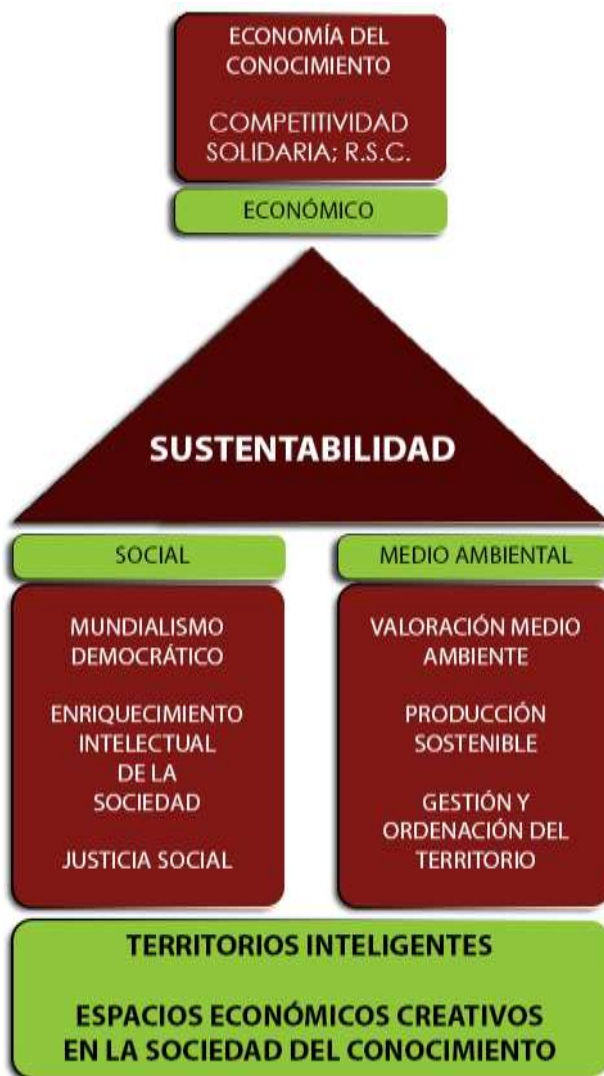 ECONOMÍA DEL
CONOCIMIENTO
COMPETITIVIDAD
SOLIDARIA; R.S.C.
ECONÓMICO
SUSTENTABILIDAD
SOCIAL
MUNDIALISMO
DEMOCRÁTICO
ENRIQUECIMIENTO
INTELECTUAL
DE LA
SOCIEDAD
JUSTICIA SOCIAL
MEDIO AMBIENTAL
VALORACIÓN MEDIO
AMBIENTE
PRODUCCIÓN
SOSTENIBLE
GESTIÓN Y
ORDENACIÓN DEL
TERRITORIO
TERRITORIOS INTELIGENTES
ESPACIOS ECONÓMICOS CREATIVOS
EN LA SOCIEDAD DEL CONOCIMIENTO